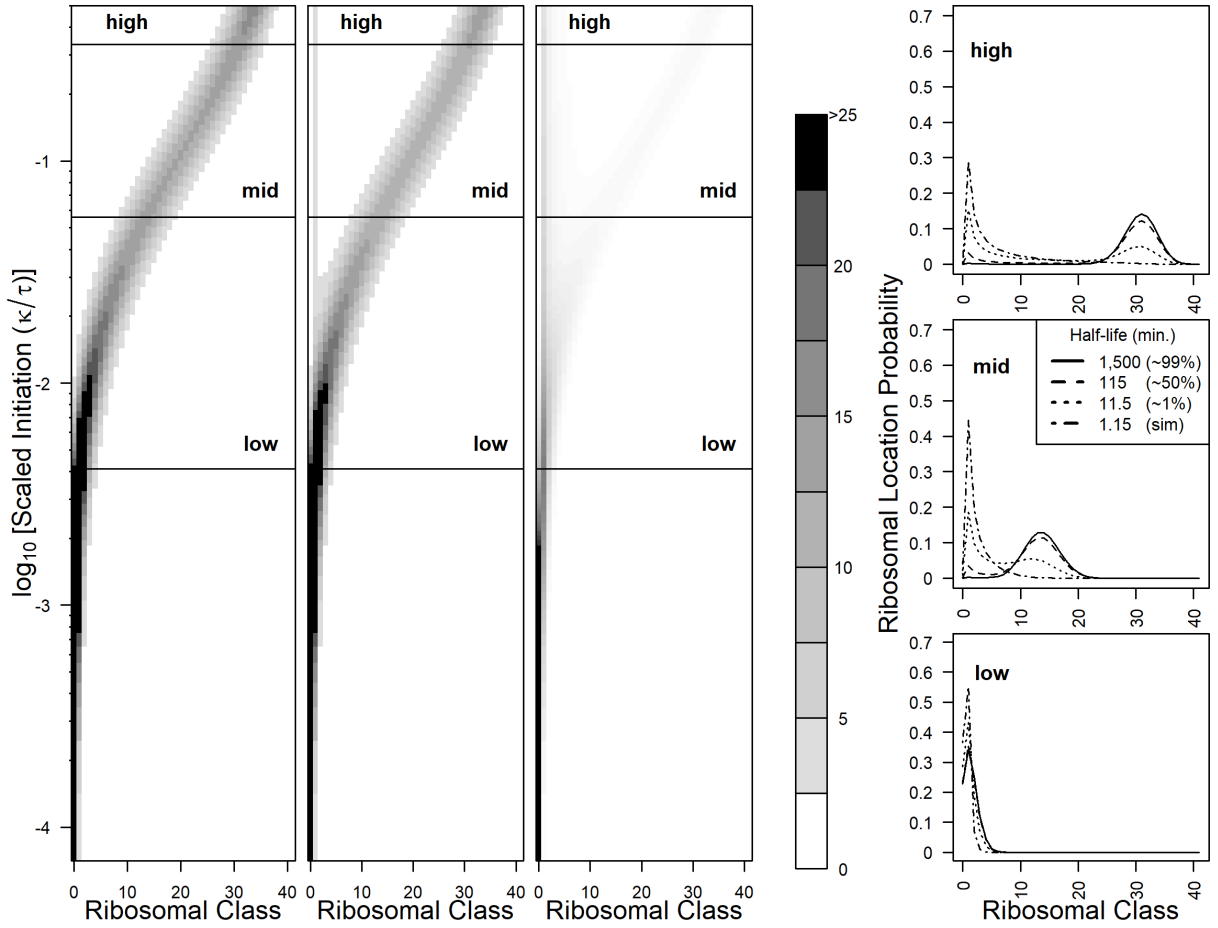 high
high
high
mid
mid
mid
low
low
low
log10 [Scaled Initiation (κ/τ)]
-1
-2
-3
-4
0 10 20 30 40
0 10 20 30 40
0 10 20 30 40
Ribosomal Class
Ribosomal Class
Ribosomal Class
>25
20
15
10
5
0
Ribosomal Location Probability
high
0.7
0.6
0.5
0.4
0.3
0.2
0.1
0
0 10 20 30 40
mid
Half-life (min.)
1,500 (~99%)
115 (~50%)
11.5 (~1%)
1.15 (sim)
0.7
0.6
0.5
0.4
0.3
0.2
0.1
0
0 10 20 30 40
low
0.7
0.6
0.5
0.4
0.3
0.2
0.1
0
0 10 20 30 40
Ribosomal Class